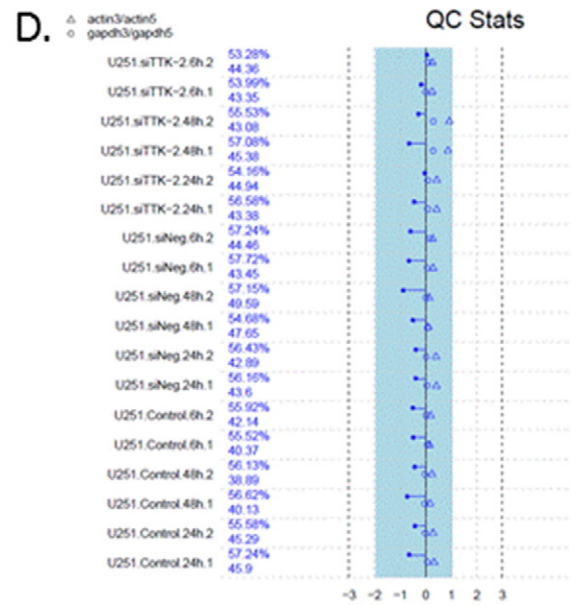 D.
△ actin3/actin5
○ gapdh3/gapdh5
QC Stats
U251.siTTK-2.6h.2 53.28%
44.36
U251.siTTK-2.6h.1 53.99%
43.35
U251.siTTK-2.48h.2 55.53%
43.08
U251.siTTK-2.48h.1 57.08%
45.38
U251.siTTK-2.24h.2 54.16%
44.94
U251.siTTK-2.24h.1 56.58%
43.38
U251.siNeg.6h.2 57.24%
44.46
U251.siNeg.6h.1 57.72%
43.45
U251.siNeg.48h.2 57.15%
49.59
U251.siNeg.48h.1 54.68%
47.65
U251.siNeg.24h.2 56.43%
42.89
U251.siNeg.24h.1 56.16%
43.6
U251.Control.6h.2 55.92%
42.14
U251.Control.6h.1 55.52%
40.37
U251.Control.48h.2 56.13%
38.89
U251.Control.48h.1 56.62%
40.13
U251.Control.24h.2 55.58%
45.29
U251.Control.24h.1 57.24%
45.9
-3 -2 -1 0 1 2 3